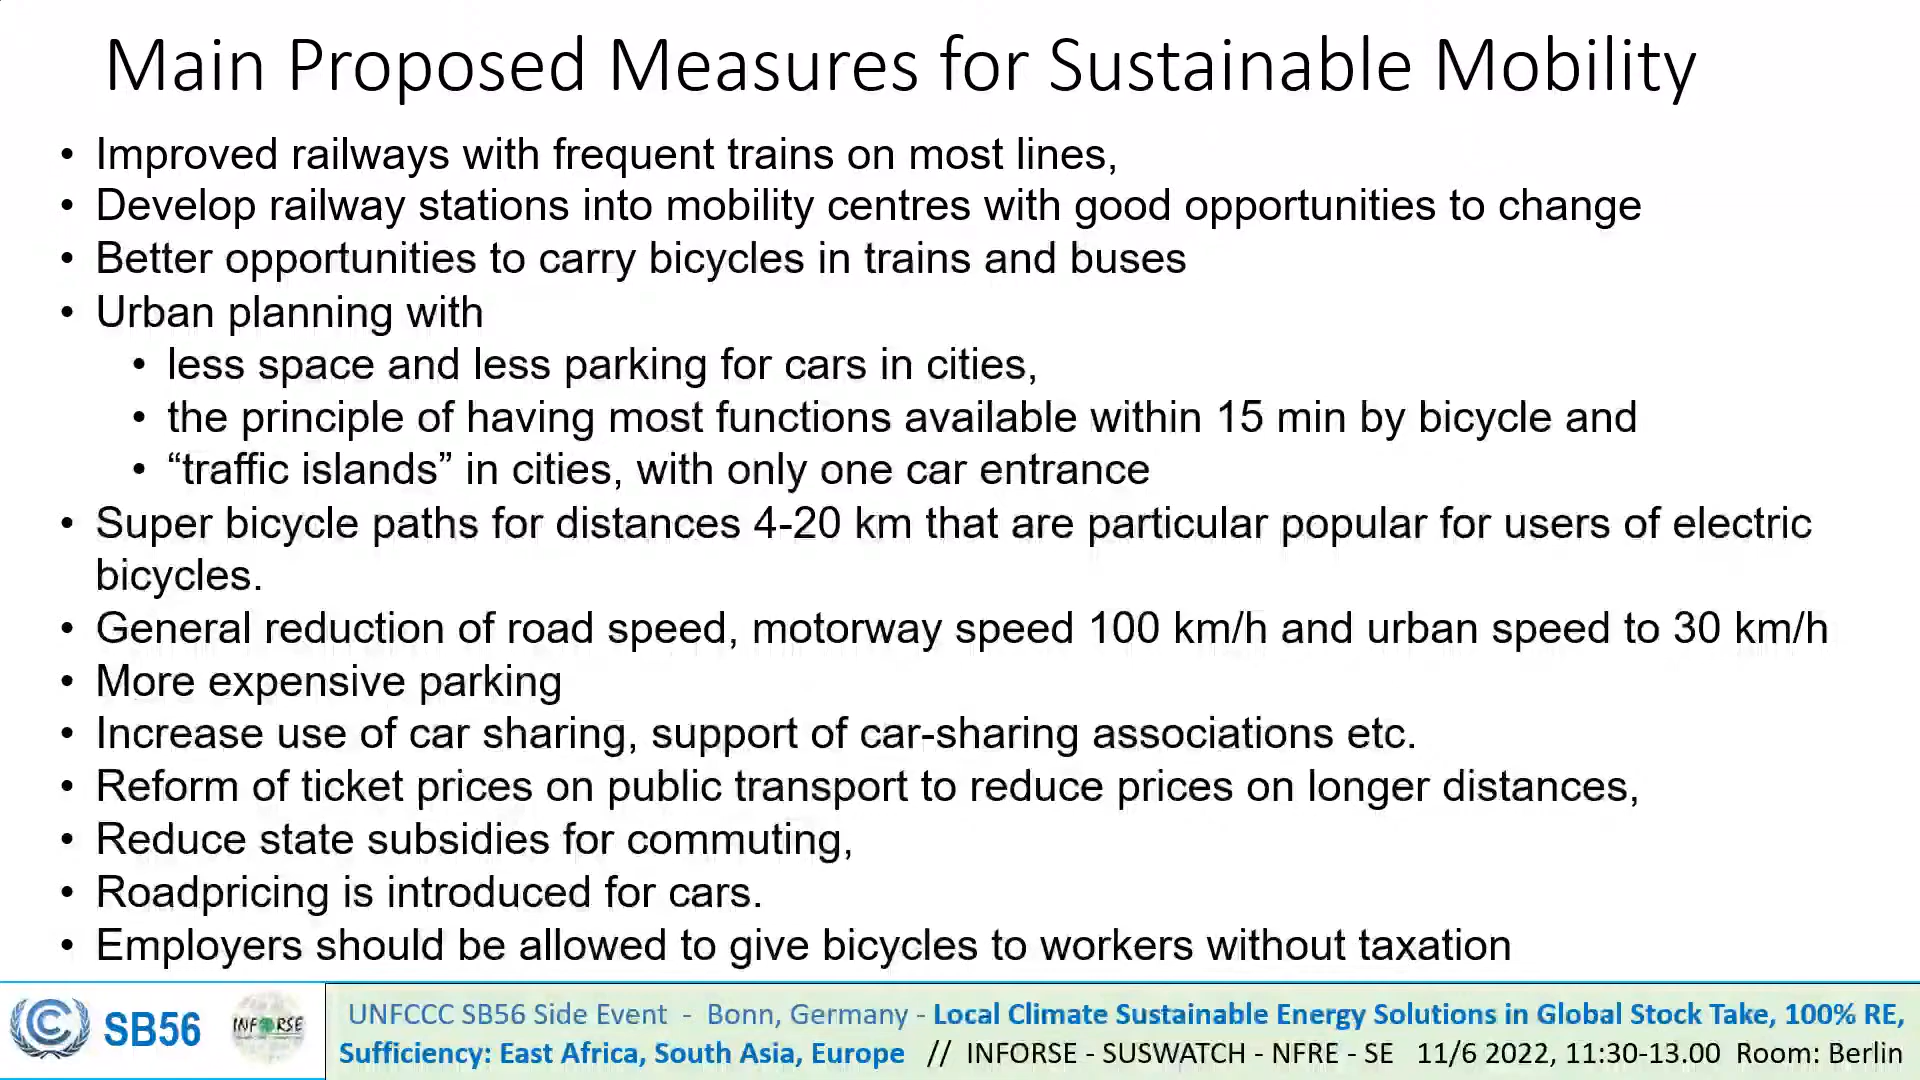 Main Proposed Measures for Sustainable Mobility
• Improved railways with frequent trains on most lines,
• Develop railway stations into mobility centres with good opportunities to change
• Better opportunities to carry bicycles in trains and buses
• Urban planning with
• less space and less parking for cars in cities,
• the principle of having most functions available within 15 min by bicycle and
• “traffic islands” in cities, with only one car entrance
• Super bicycle paths for distances 4-20 km that are particular popular for users of electric
bicycles.
• General reduction of road speed, motorway speed 100 km/h and urban speed to 30 km/h
• More expensive parking
• Increase use of car sharing, support of car-sharing associations etc.
• Reform of ticket prices on public transport to reduce prices on longer distances,
• Reduce state subsidies for commuting,
• Roadpricing is introduced for cars.
• Employers should be allowed to give bicycles to workers without taxation
SB56
INFORSE
UNFCCC SB56 Side Event - Bonn, Germany - Local Climate Sustainable Energy Solutions in Global Stock Take, 100% RE,
Sufficiency: East Africa, South Asia, Europe // INFORSE - SUSWATCH - NFRE - SE 11/6 2022, 11:30-13.00 Room: Berlin